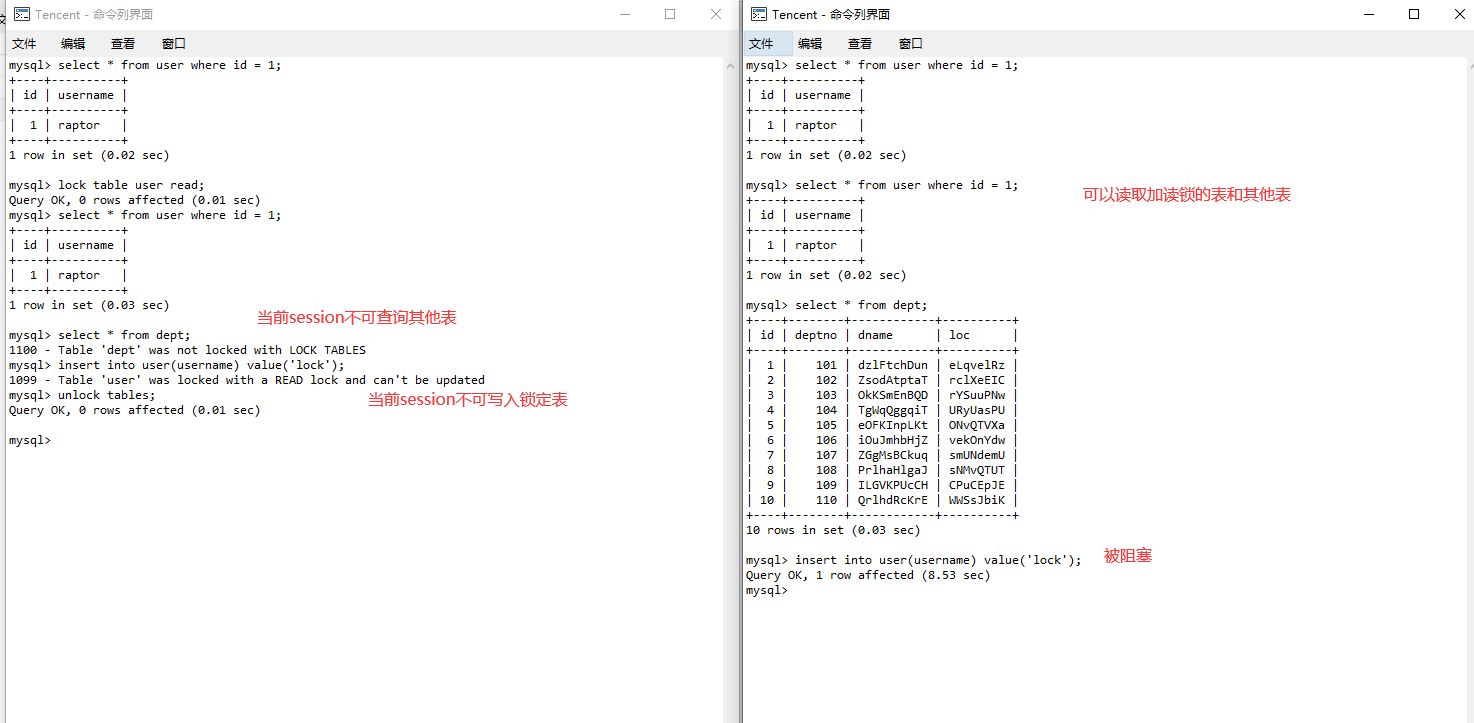 Tencent - 命令列界面
文件 编辑 查看 窗口
mysql> select * from user where id = 1;
+----+----------+
| id | username |
+----+----------+
|  1 | raptor   |
+----+----------+
1 row in set (0.02 sec)
mysql> lock table user read;
Query OK, 0 rows affected (0.01 sec)
mysql> select * from user where id = 1;
+----+----------+
| id | username |
+----+----------+
|  1 | raptor   |
+----+----------+
1 row in set (0.03 sec)
当前session不可查询其他表
mysql> select * from dept;
1100 - Table 'dept' was not locked with LOCK TABLES
mysql> insert into user(username) value('lock');
1099 - Table 'user' was locked with a READ lock and can't be updated
mysql> unlock tables;
当前session不可写入锁定表
Query OK, 0 rows affected (0.01 sec)
mysql>
Tencent - 命令列界面
文件 编辑 查看 窗口
mysql> select * from user where id = 1;
+----+----------+
| id | username |
+----+----------+
|  1 | raptor   |
+----+----------+
1 row in set (0.02 sec)
mysql> select * from user where id = 1;
可以读取加读锁的表和其他表
+----+----------+
| id | username |
+----+----------+
|  1 | raptor   |
+----+----------+
1 row in set (0.02 sec)
mysql> select * from dept;
+----+--------+------------+----------+
| id | deptno | dname      | loc      |
+----+--------+------------+----------+
|  1 |    101 | dzlFtchDun | eLqvelRz |
|  2 |    102 | ZsodAtptaT | rclXeEIC |
|  3 |    103 | OkKSmEnBQD | rYSuuPNw |
|  4 |    104 | TgWqQggqiT | URyUasPU |
|  5 |    105 | eOFKInpLKt | ONvQTVXa |
|  6 |    106 | iOuJmhbHjZ | vekOnYdw |
|  7 |    107 | ZGgMsBCkuq | smUNdemU |
|  8 |    108 | PrlhaHlgaJ | sNMvQTUT |
|  9 |    109 | ILGVKPUcCH | CPuCEpJE |
| 10 |    110 | QrlhdRcKrE | WWSsJbiK |
+----+--------+------------+----------+
10 rows in set (0.03 sec)
mysql> insert into user(username) value('lock');
被阻塞
Query OK, 1 row affected (8.53 sec)
mysql>